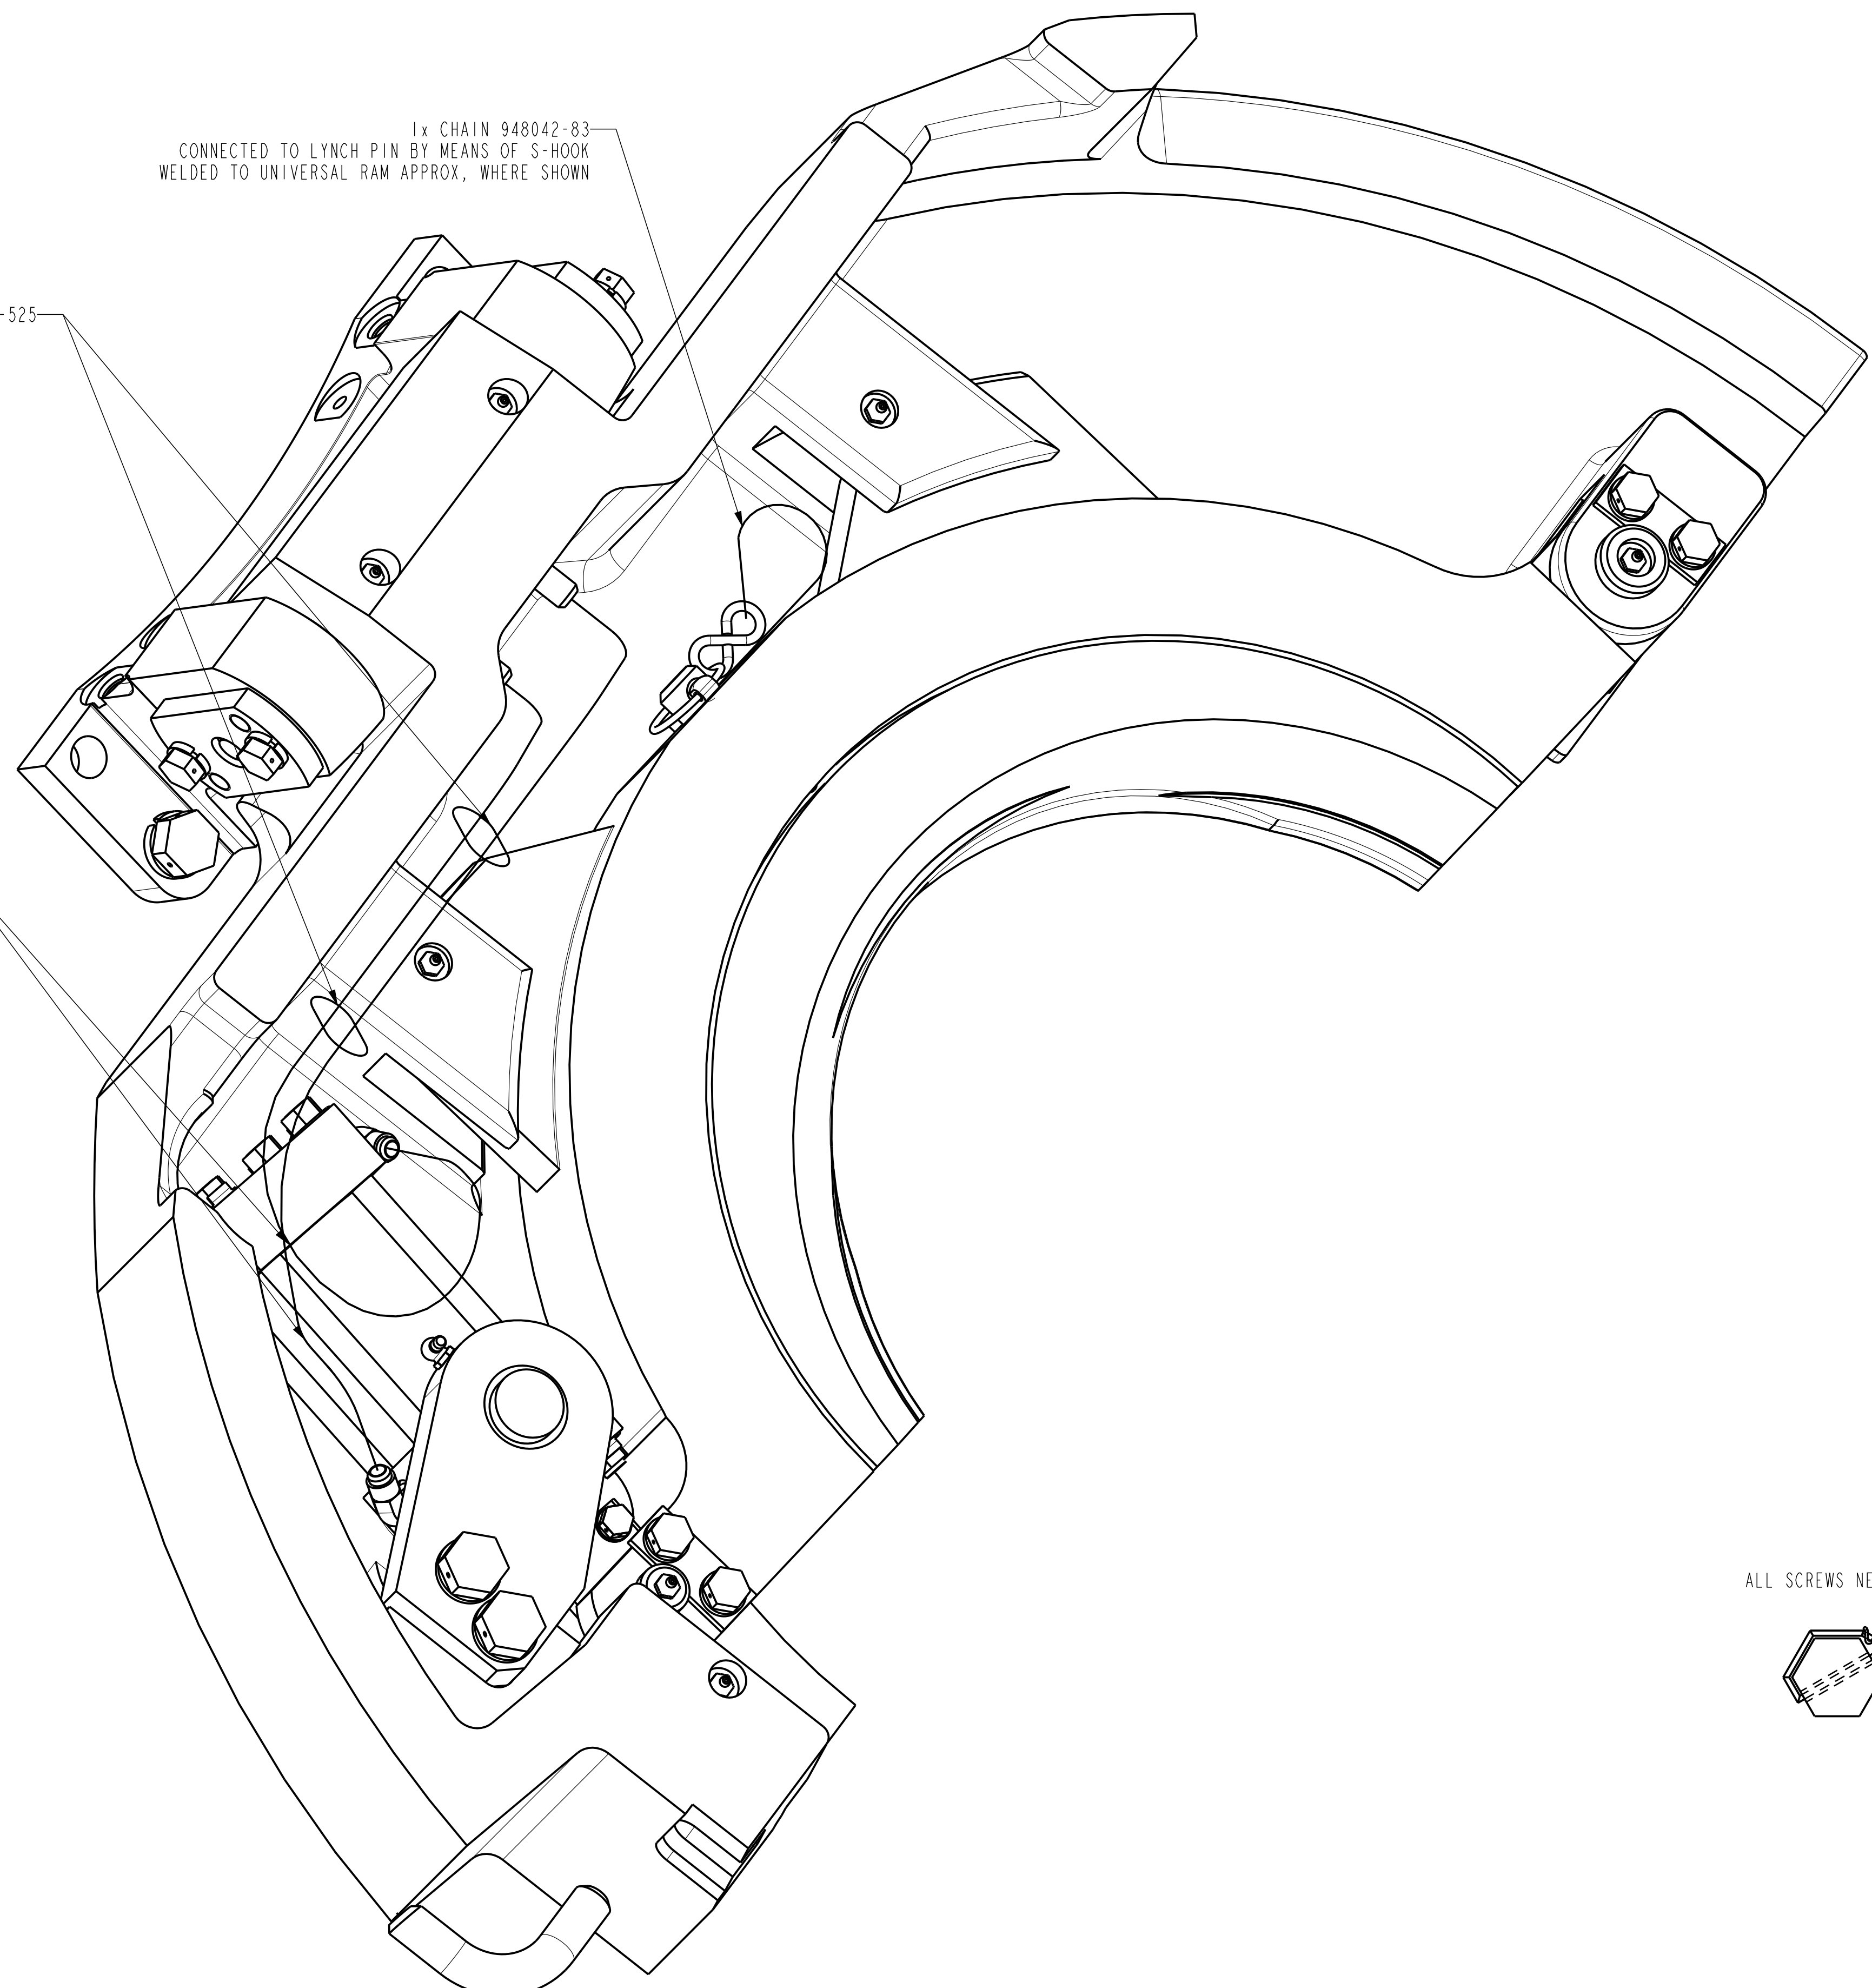 1x CHAIN 948042-83
CONNECTED TO LYNCH PIN BY MEANS OF S-HOOK
WELDED TO UNIVERSAL RAM APPROX, WHERE SHOWN
-525
ALL SCREWS NE